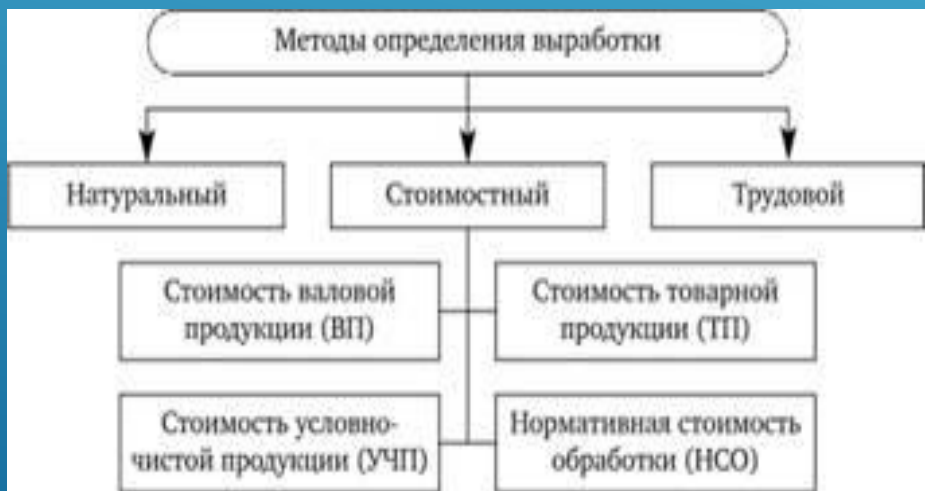 Методы определения выработки
Натуральный
Стоимостный
Трудовой
Стоимость валовой
продукции (ВП)
Стоимость товарной
продукции (ТП)
Стоимость условно-
чистой продукции (УЧП)
Нормативная стоимость
обработки (НСО)